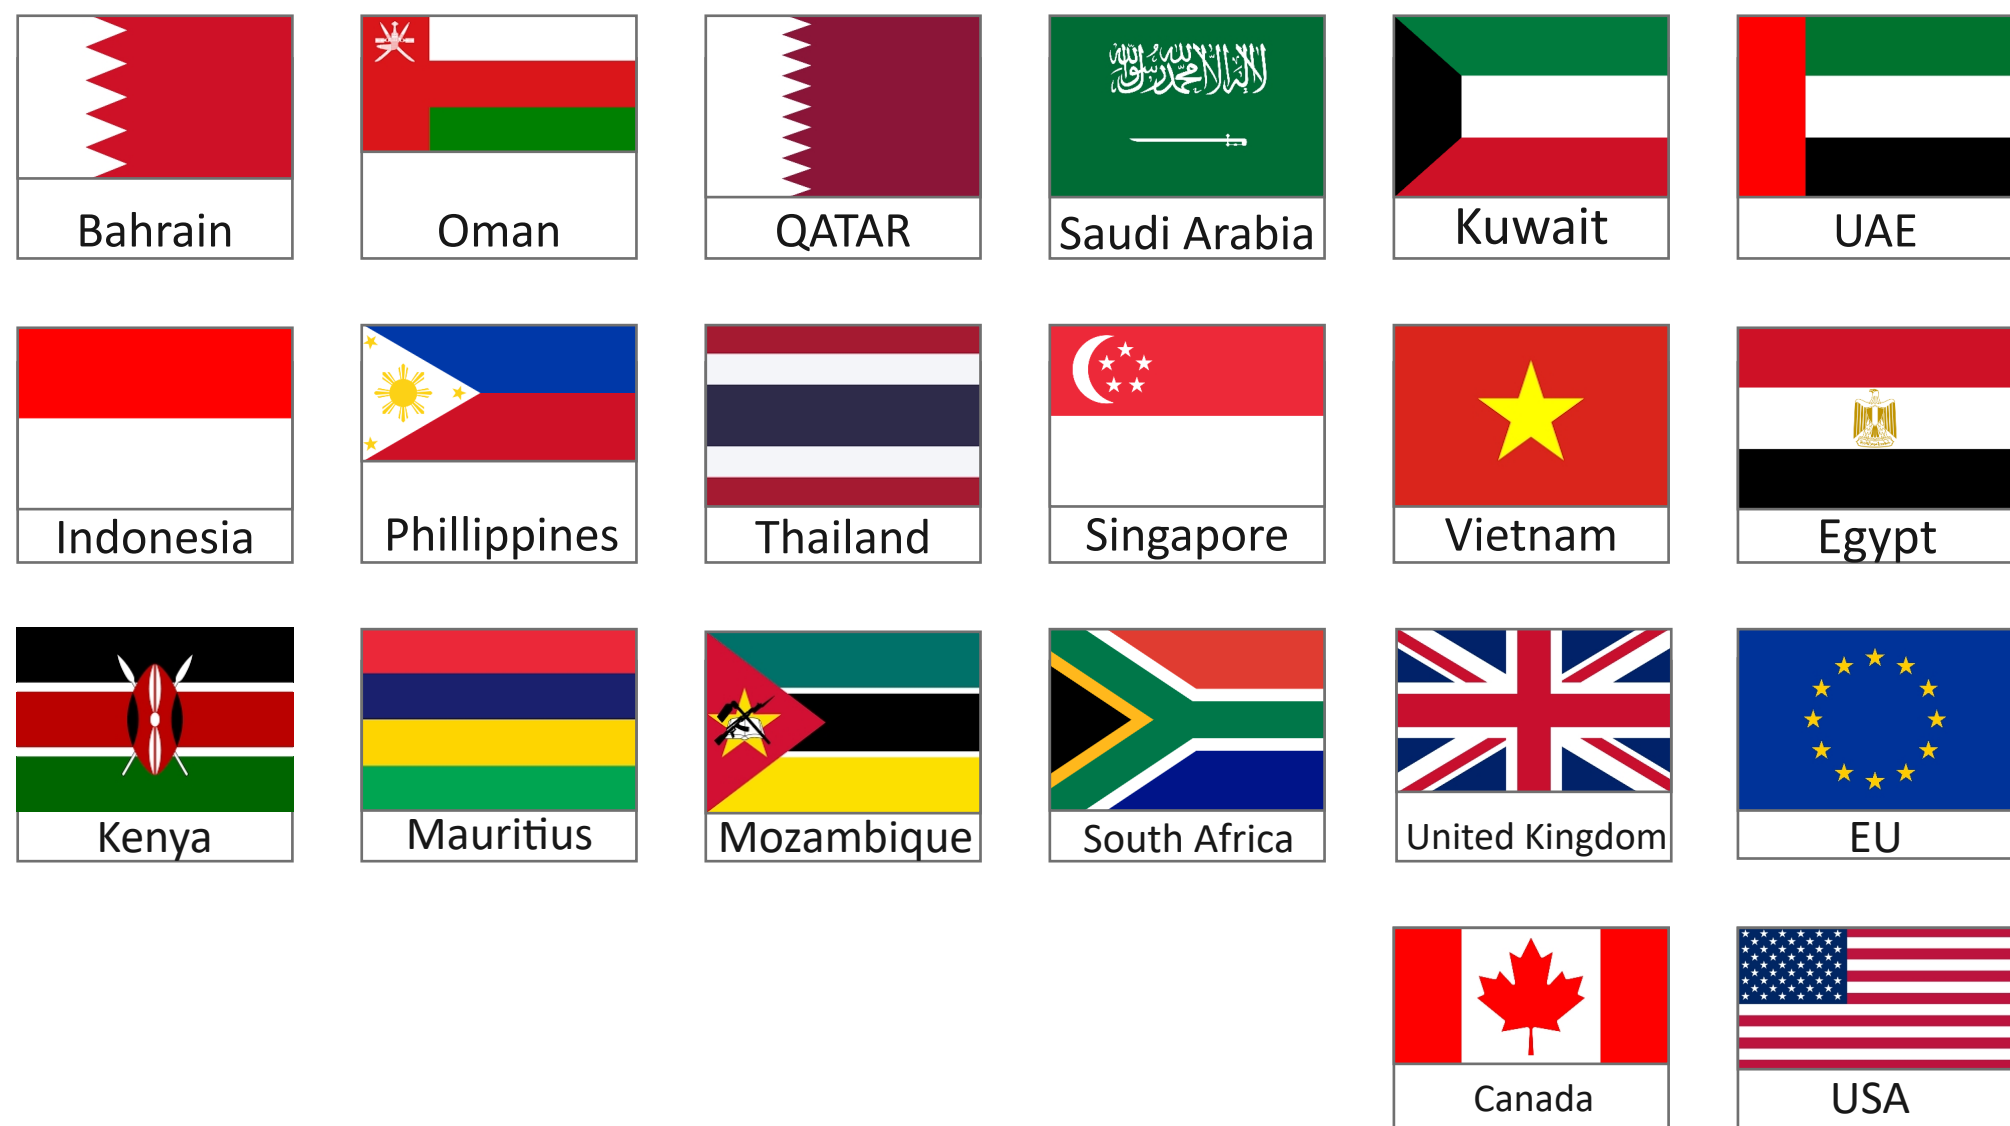 لا إله إلا الله محمد رسول الله
Bahrain
Oman
QATAR
Saudi Arabia
Kuwait
UAE
Indonesia
Phillippines
Thailand
Singapore
Vietnam
Egypt
Kenya
Mauritius
Mozambique
South Africa
United Kingdom
EU
Canada
USA